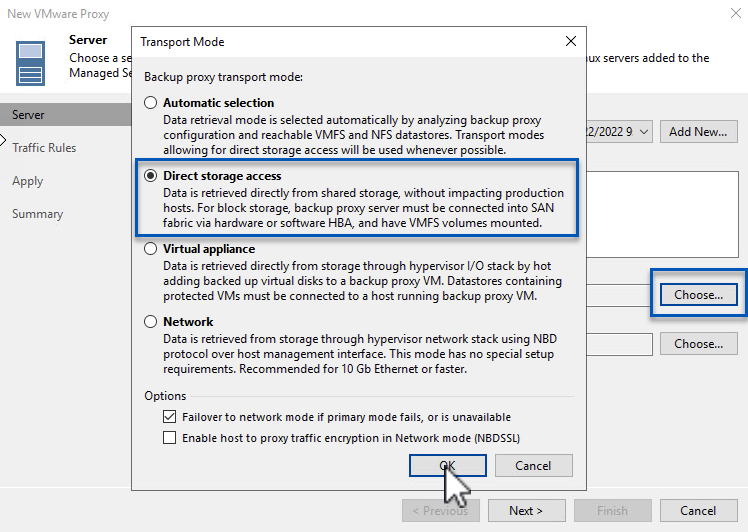 New VMware Proxy
Server
Choose a se
ux servers added to the
Managed Se
Server
Traffic Rules
Apply
Summary
2/2022 9
Add New...
Choose...
Choose...
Transport Mode
Backup proxy transport mode:
Automatic selection
Data retrieval mode is selected automatically by analyzing backup proxy
configuration and reachable VMFS and NFS datastores. Transport modes
allowing for direct storage access will be used whenever possible.
Direct storage access
Data is retrieved directly from shared storage, without impacting production
hosts. For block storage, backup proxy server must be connected into SAN
fabric via hardware or software HBA, and have VMFS volumes mounted.
Virtual appliance
Data is retrieved directly from storage through hypervisor I/O stack by hot
adding backed up virtual disks to a backup proxy VM. Datastores containing
protected VMs must be connected to a host running backup proxy VM.
Network
Data is retrieved from storage through hypervisor network stack using NBD
protocol over host management interface. This mode has no special setup
requirements. Recommended for 10 Gb Ethernet or faster.
Options
Failover to network mode if primary mode fails, or is unavailable
Enable host to proxy traffic encryption in Network mode (NBDSSL)
OK
Cancel
< Previous
Next >
Finish
Cancel